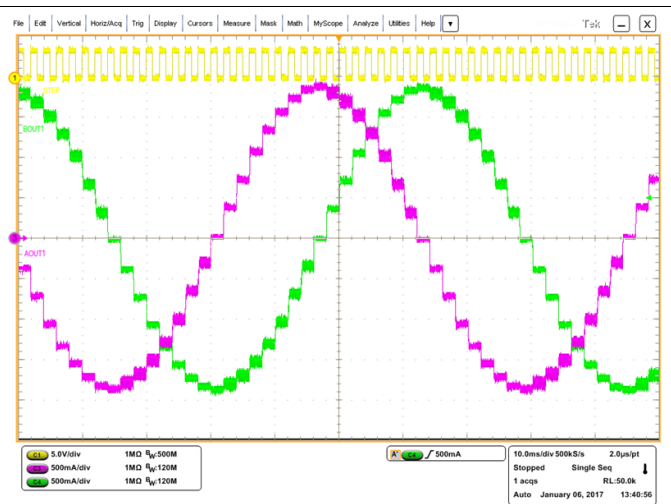 File Edit Vertical Horiz/Acq Trig Display Cursors Measure Mask Math MyScope Analyze Utilities Help Tek X
1 STEP
BOUT1
3
AOUT1
C1 5.0V/div 1MΩ BW:500M
C3 500mA/div 1MΩ BW:120M
C4 500mA/div 1MΩ BW:120M
A' C4 500mA
10.0ms/div 500kS/s 2.0µs/pt
Stopped Single Seq
1 acqs RL:50.0k
Auto January 06, 2017 13:40:56